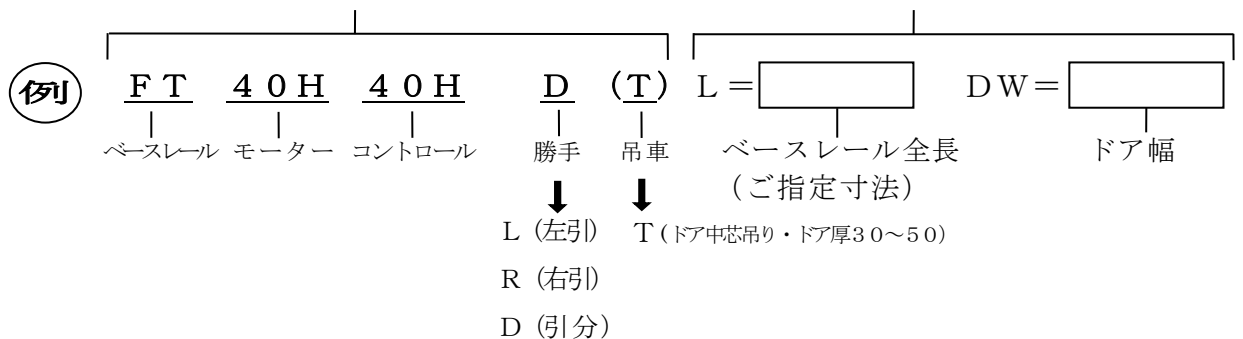 例 FT 40H 40H D (T) L= DW=
ベースレール モーター コントロール 勝手 吊車 ベースレール全長 ドア幅
(ご指定寸法)
L (左引) T (ドア中芯吊り・ドア厚30~50)
R (右引)
D (引分)